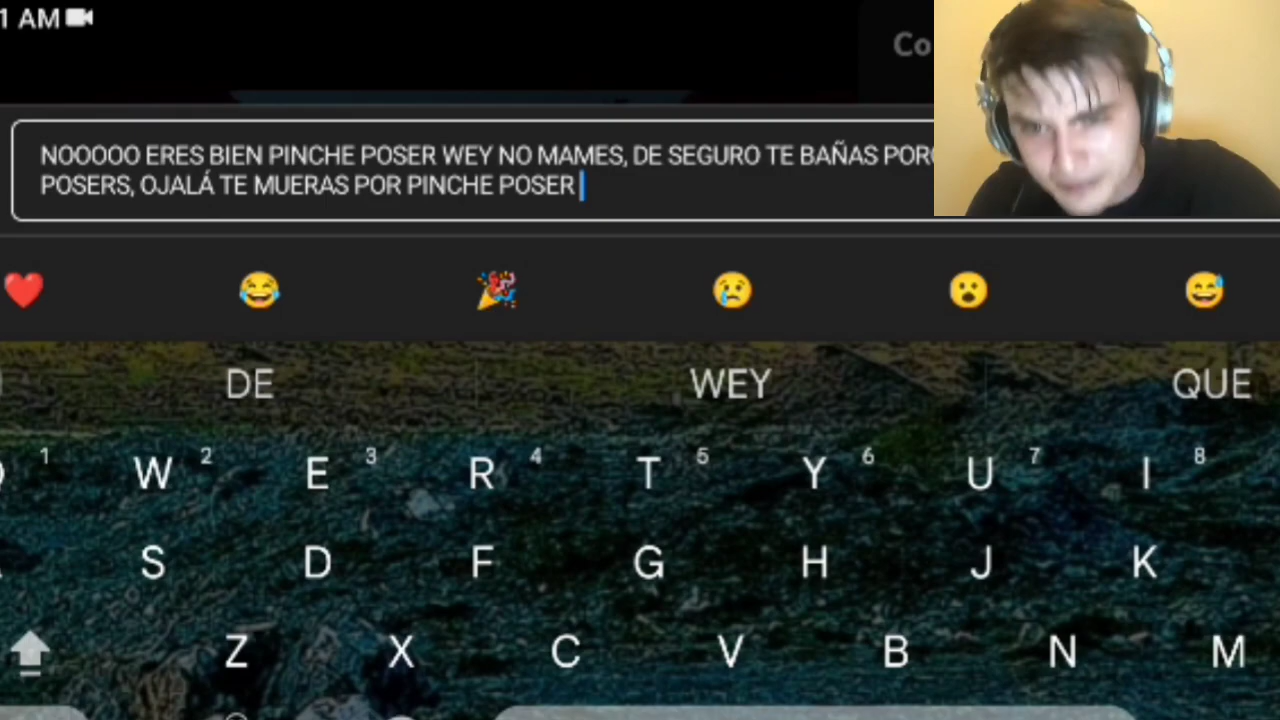 1 AM
Co
NOOOOO ERES BIEN PINCHE POSER WEY NO MAMES, DE SEGURO TE BAÑAS
POSERS, OJALÁ TE MUERAS POR PINCHE POSER
DE WEY QUE
1 2 3 4 5 6 7 8
W E R T Y U I
S D F G H J K
Z X C V B N M